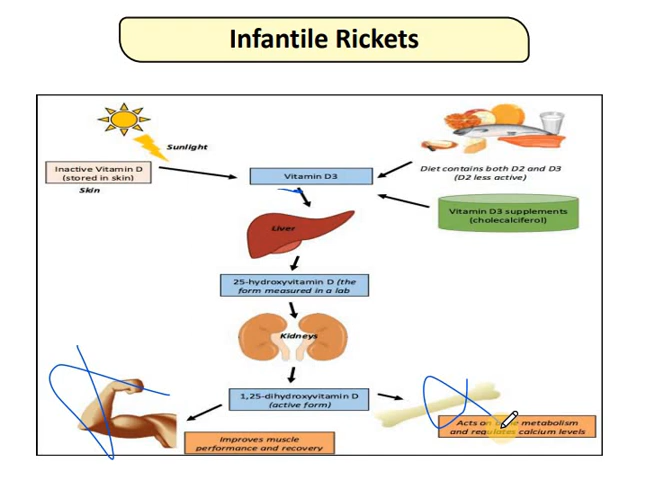 Infantile Rickets
Sunlight
Inactive Vitamin D
(stored in skin)
Skin
Vitamin D3
Diet contains both D2 and D3
(D2 less active)
Vitamin D3 supplements
(cholecalciferol)
Liver
25-hydroxyvitamin D (the
form measured in a lab
Kidneys
1,25-dihydroxyvitamin D
(active form)
Improves muscle
performance and recovery
Acts on metabolism
and regulates calcium levels